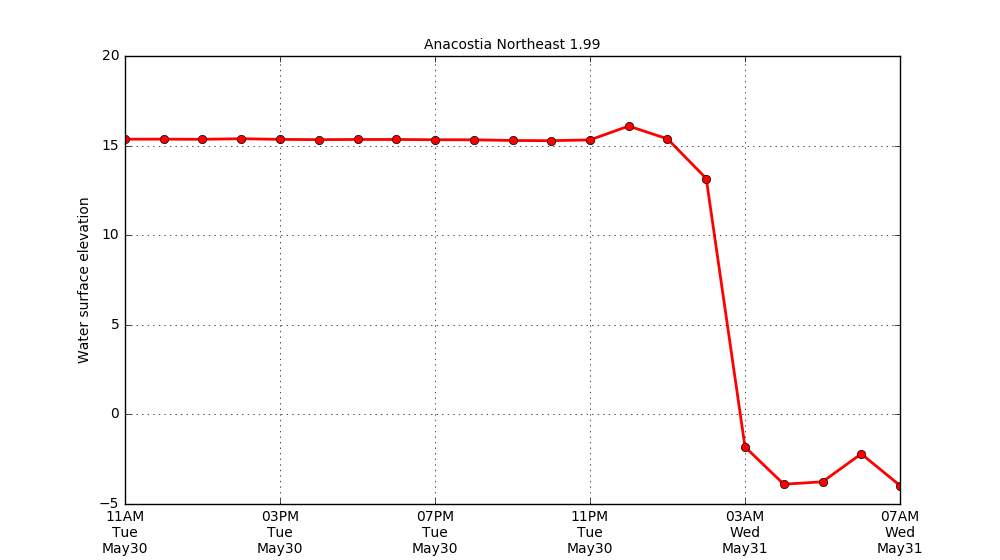 Anacostia Northeast 1.99
20
15
10
5
0
−5
Water surface elevation
11AM 03PM 07PM 11PM 03AM 07AM
Tue Tue Tue Tue Wed Wed
May30 May30 May30 May30 May31 May31